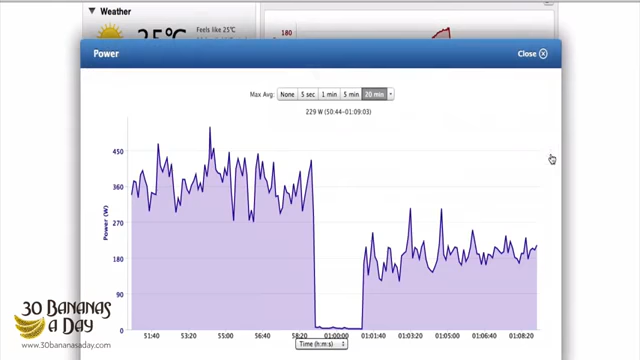 Weather
25°C
Feels like 25°C
180
Power
Close
Max Avg:
None
5 sec
1 min
5 min
20 min
229 W (50:44–01:09:03)
Power (W)
450
360
270
180
90
0
51:40
53:20
55:00
56:40
58:20
01:00:00
01:01:40
01:03:20
01:05:00
01:06:40
01:08:20
Time (h:m:s)
30 BANANAS
A DAY
www.30bananasaday.com